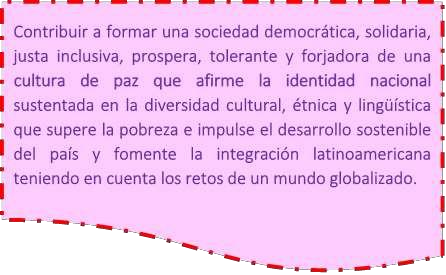 Contribuir a formar una sociedad democrática, solidaria,
justa inclusiva, prospera, tolerante y forjadora de una
cultura de paz que afirme la identidad nacional
sustentada en la diversidad cultural, étnica y lingüística
que supere la pobreza e impulse el desarrollo sostenible
del país y fomente la integración latinoamericana
teniendo en cuenta los retos de un mundo globalizado.